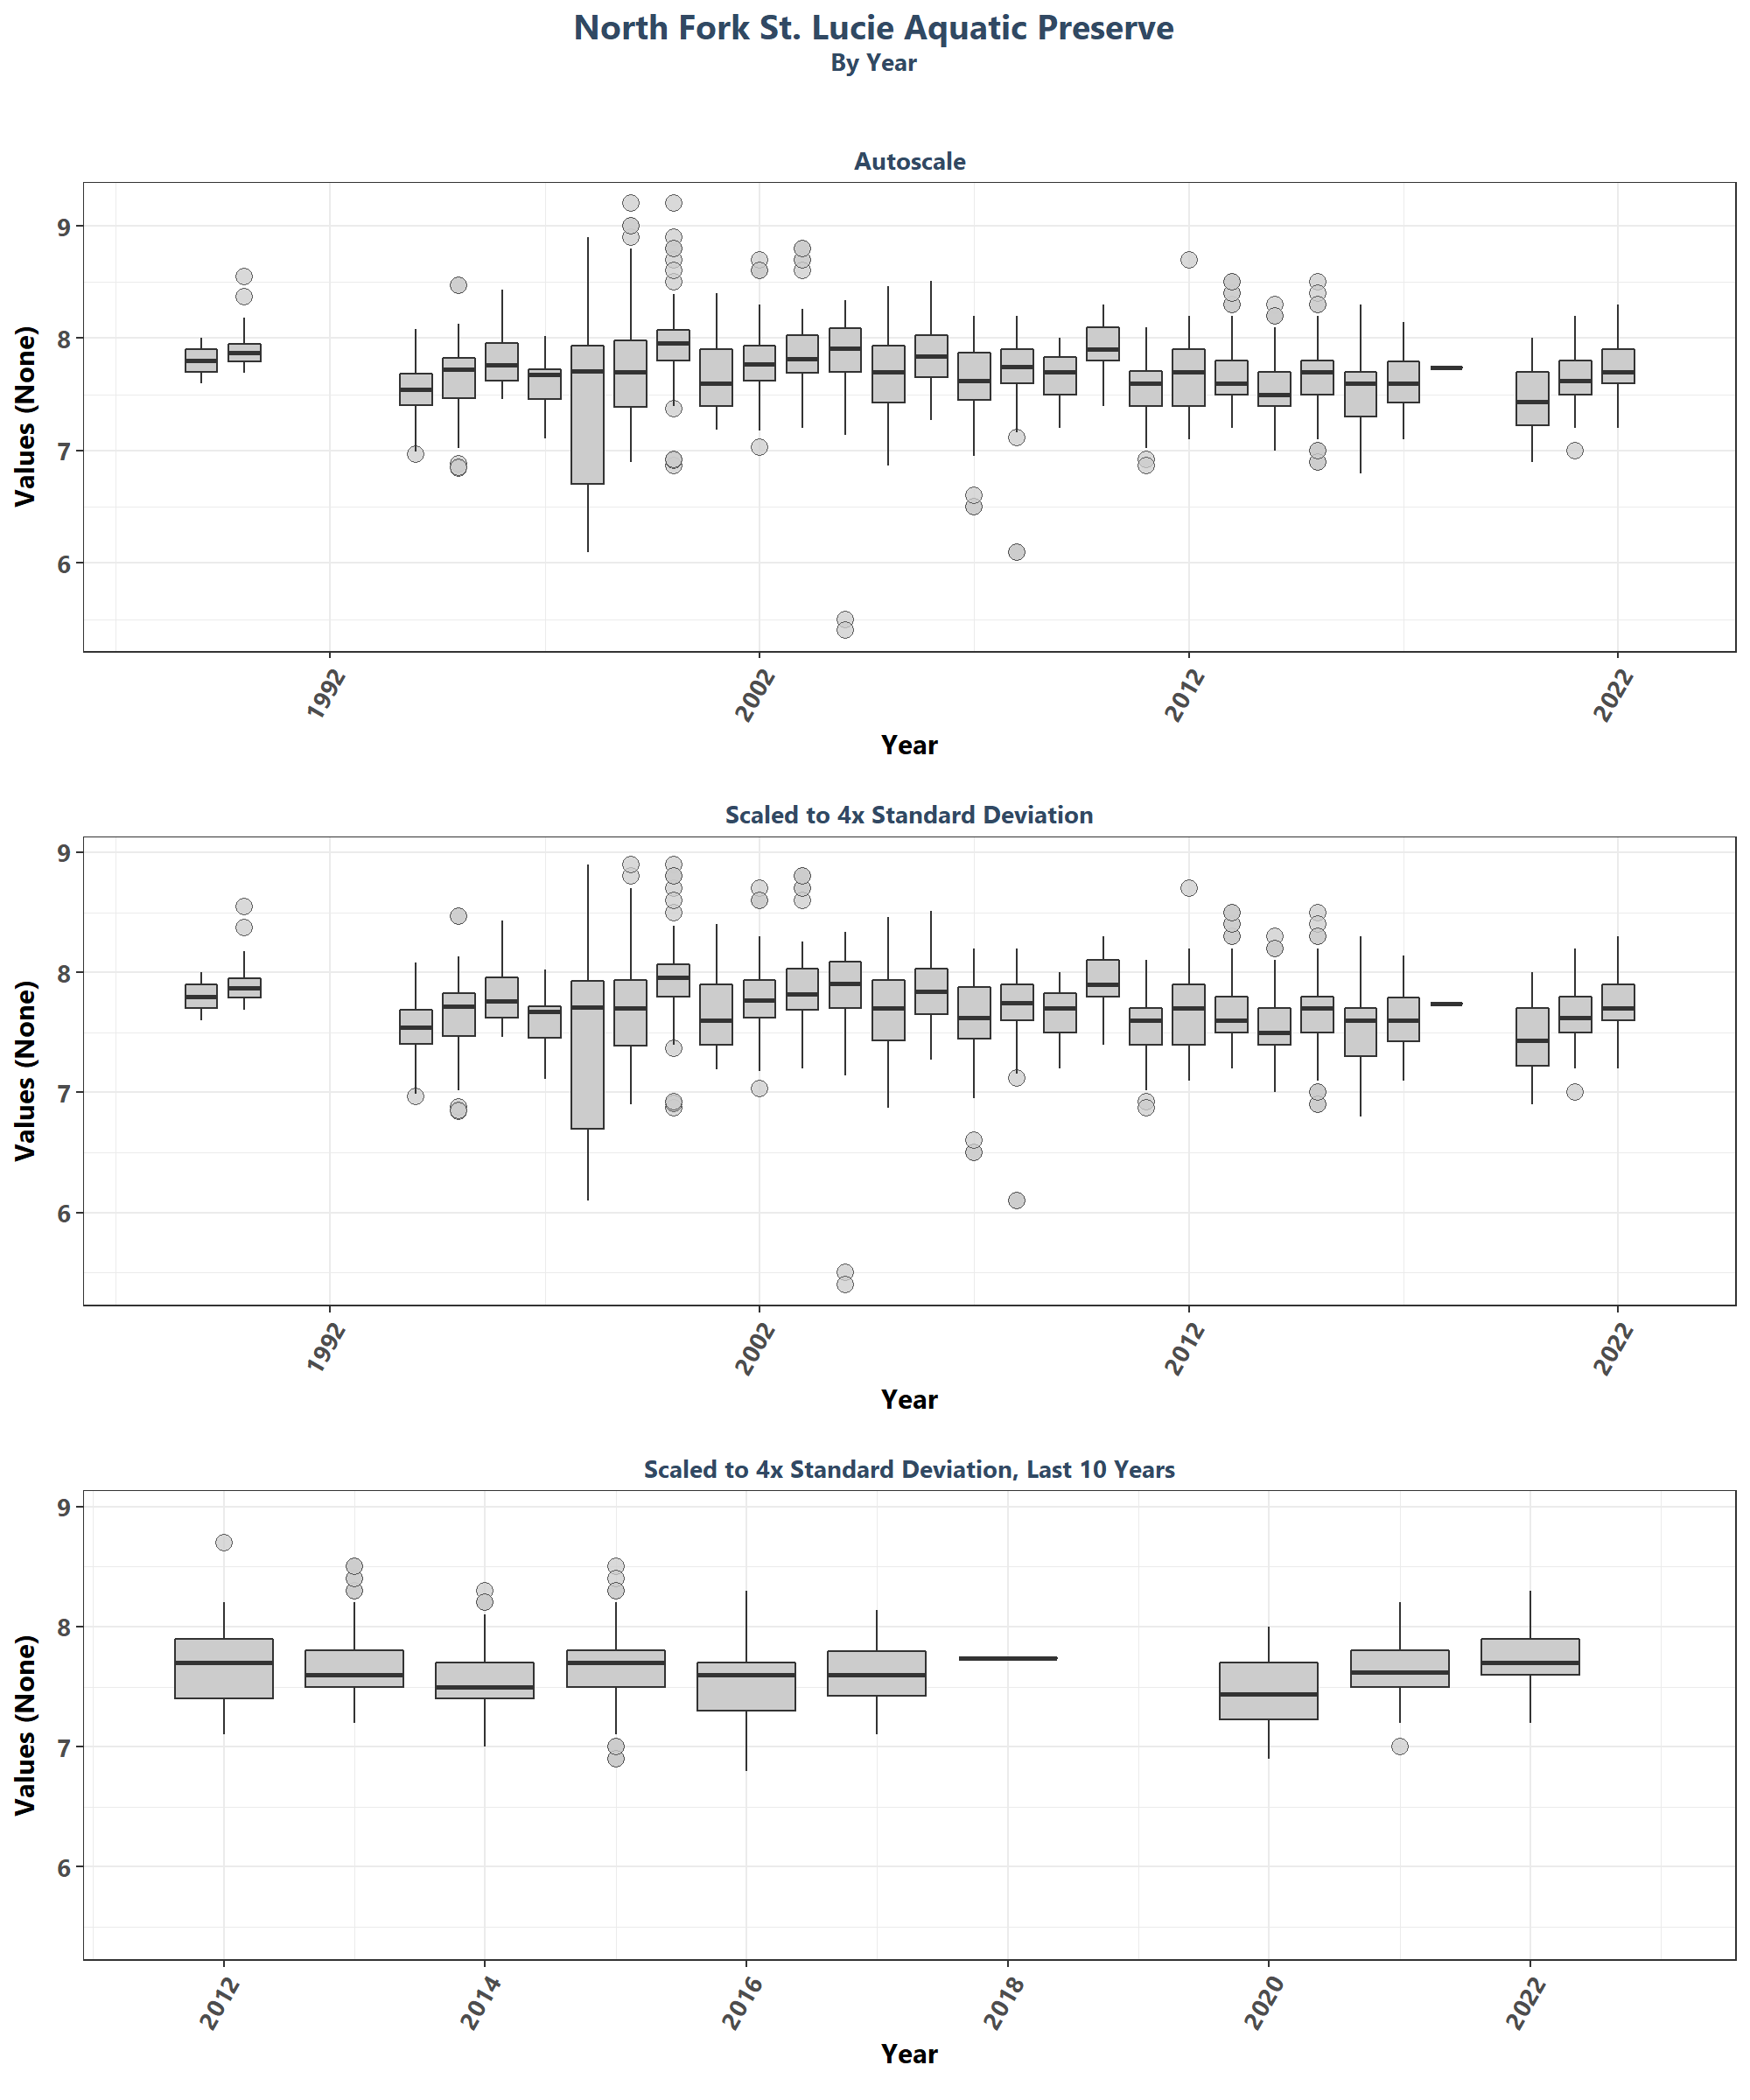 North Fork St. Lucie Aquatic Preserve
By Year
Autoscale
Values (None)
9
8
7
6
1992
2002
2012
2022
Year
Scaled to 4x Standard Deviation
Values (None)
9
8
7
6
1992
2002
2012
2022
Year
Scaled to 4x Standard Deviation, Last 10 Years
Values (None)
9
8
7
6
2012
2014
2016
2018
2020
2022
Year